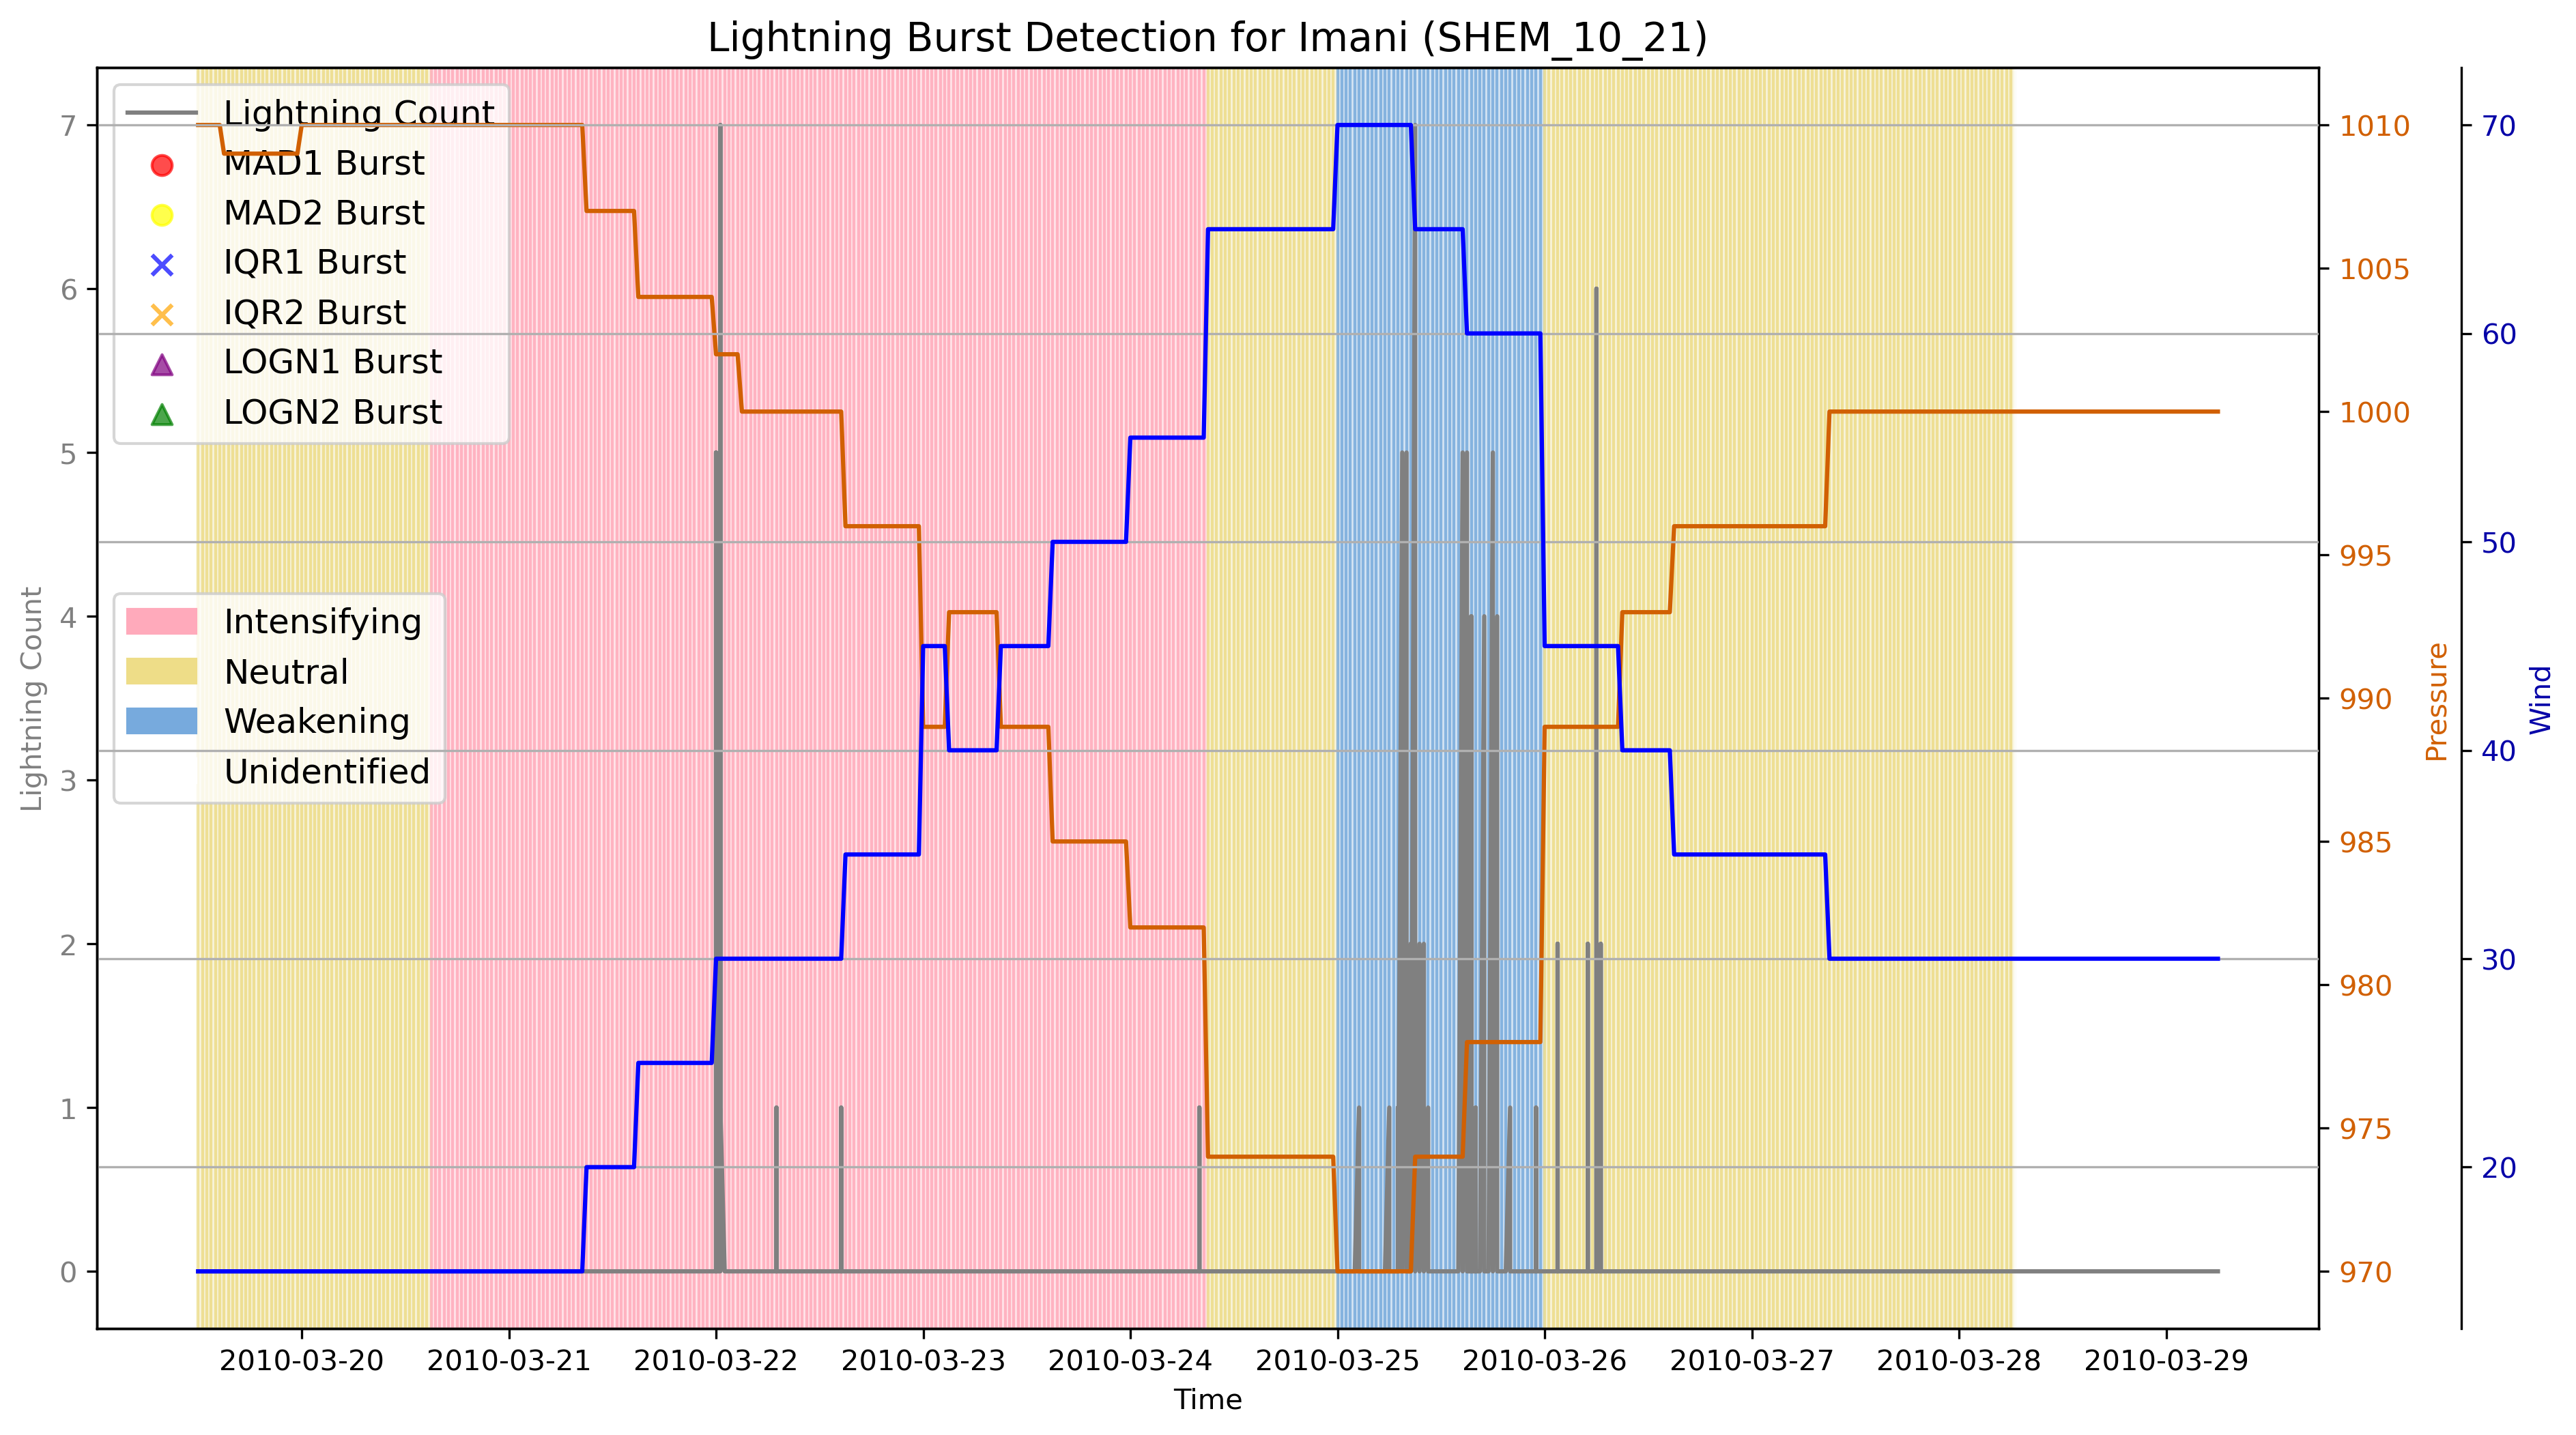 Lightning Burst Detection for Imani (SHEM_10_21)
Lightning Count
MAD1 Burst
MAD2 Burst
IQR1 Burst
IQR2 Burst
LOGN1 Burst
LOGN2 Burst
Intensifying
Neutral
Weakening
Unidentified
Lightning Count
7
6
5
4
3
2
1
0
1010
1005
1000
995
990
985
980
975
970
Pressure
70
60
50
40
30
20
Wind
2010-03-20
2010-03-21
2010-03-22
2010-03-23
2010-03-24
2010-03-25
2010-03-26
2010-03-27
2010-03-28
2010-03-29
Time